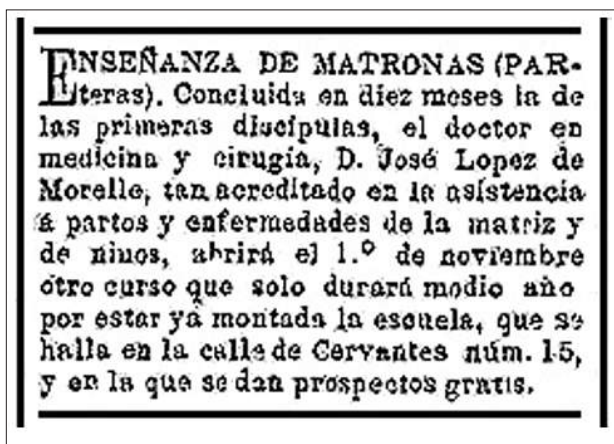 ENSEÑANZA DE MATRONAS (PAR-
teras). Concluida en diez meses la de
las primeras discípulas, el doctor en
medicina y cirugía, D. José Lopez de
Morelle, tan acreditado en la asistencia
á partos y enfermedades de la matriz y
de niños, abrirá el 1.º de noviembre
otro curso que solo durará medio año
por estar yá montada la escuela, que se
halla en la calle de Cervantes núm. 15,
y en la que se dan prospectos gratis.